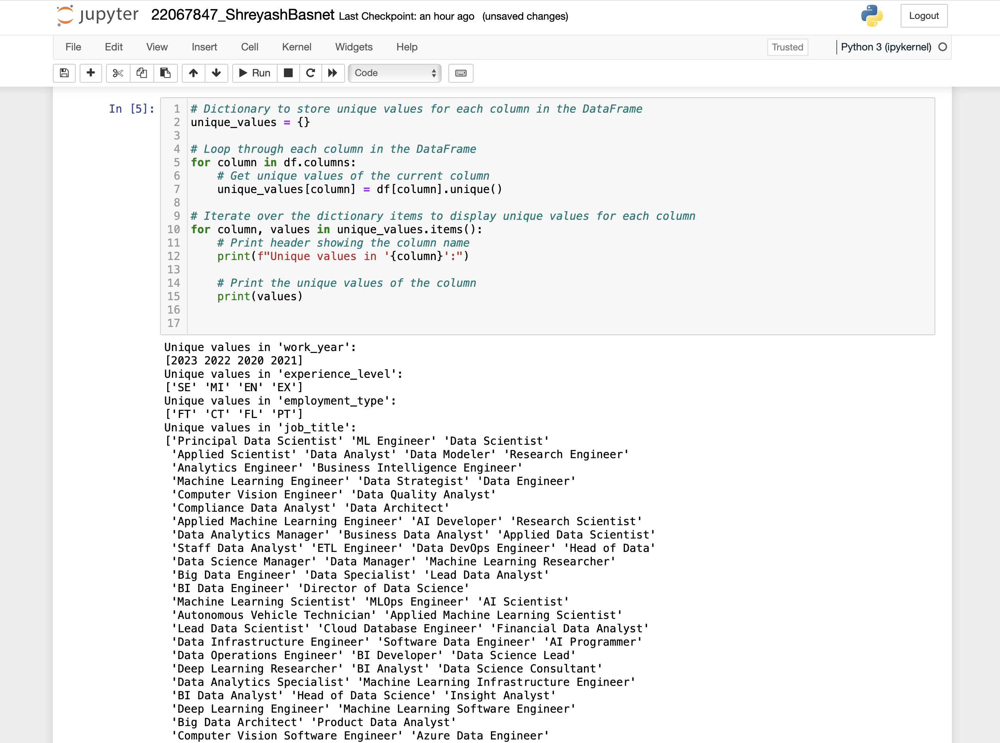 jupyter 22067847_ShreyashBasnet Last Checkpoint: an hour ago (unsaved changes) Logout
File Edit View Insert Cell Kernel Widgets Help Trusted Python 3 (ipykernel)
Run Code
In [5]:
1 # Dictionary to store unique values for each column in the DataFrame
2 unique_values = {}
3
4 # Loop through each column in the DataFrame
5 for column in df.columns:
6     # Get unique values of the current column
7     unique_values[column] = df[column].unique()
8
9 # Iterate over the dictionary items to display unique values for each column
10 for column, values in unique_values.items():
11     # Print header showing the column name
12     print(f"Unique values in '{column}':")
13
14     # Print the unique values of the column
15     print(values)
16
17
Unique values in 'work_year':
[2023 2022 2020 2021]
Unique values in 'experience_level':
['SE' 'MI' 'EN' 'EX']
Unique values in 'employment_type':
['FT' 'CT' 'FL' 'PT']
Unique values in 'job_title':
['Principal Data Scientist' 'ML Engineer' 'Data Scientist'
 'Applied Scientist' 'Data Analyst' 'Data Modeler' 'Research Engineer'
 'Analytics Engineer' 'Business Intelligence Engineer'
 'Machine Learning Engineer' 'Data Strategist' 'Data Engineer'
 'Computer Vision Engineer' 'Data Quality Analyst'
 'Compliance Data Analyst' 'Data Architect'
 'Applied Machine Learning Engineer' 'AI Developer' 'Research Scientist'
 'Data Analytics Manager' 'Business Data Analyst' 'Applied Data Scientist'
 'Staff Data Analyst' 'ETL Engineer' 'Data DevOps Engineer' 'Head of Data'
 'Data Science Manager' 'Data Manager' 'Machine Learning Researcher'
 'Big Data Engineer' 'Data Specialist' 'Lead Data Analyst'
 'BI Data Engineer' 'Director of Data Science'
 'Machine Learning Scientist' 'MLOps Engineer' 'AI Scientist'
 'Autonomous Vehicle Technician' 'Applied Machine Learning Scientist'
 'Lead Data Scientist' 'Cloud Database Engineer' 'Financial Data Analyst'
 'Data Infrastructure Engineer' 'Software Data Engineer' 'AI Programmer'
 'Data Operations Engineer' 'BI Developer' 'Data Science Lead'
 'Deep Learning Researcher' 'BI Analyst' 'Data Science Consultant'
 'Data Analytics Specialist' 'Machine Learning Infrastructure Engineer'
 'BI Data Analyst' 'Head of Data Science' 'Insight Analyst'
 'Deep Learning Engineer' 'Machine Learning Software Engineer'
 'Big Data Architect' 'Product Data Analyst'
 'Computer Vision Software Engineer' 'Azure Data Engineer'